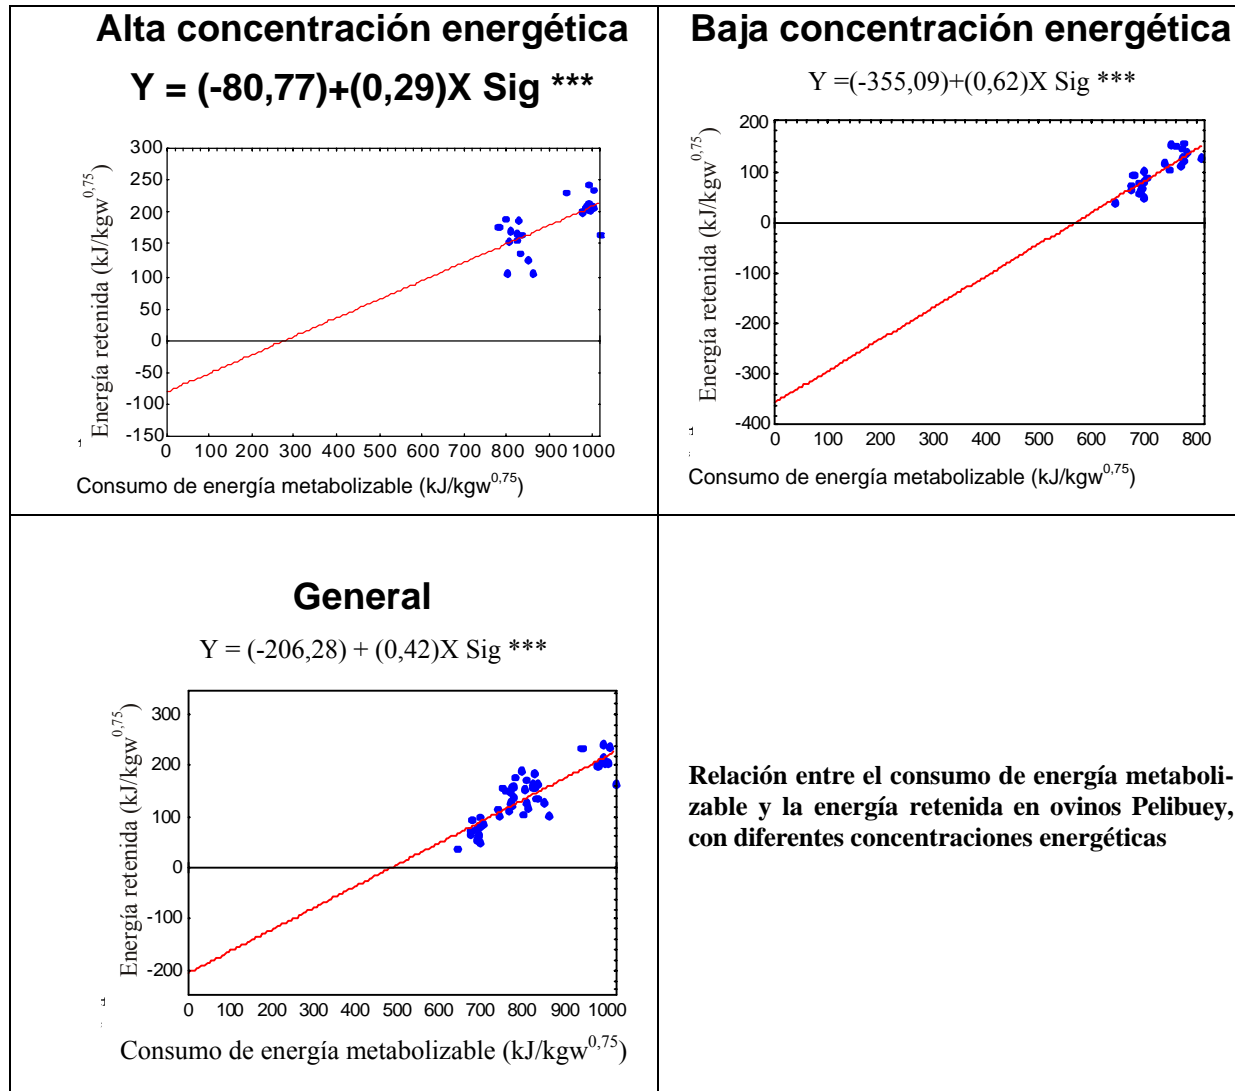 Alta concentración energética
Y = (-80,77)+(0,29)X Sig ***
Energía retenida (kJ/kgw0,75)
300
250
200
150
100
50
0
-50
-100
-150
0 100 200 300 400 500 600 700 800 900 1000
Consumo de energía metabolizable (kJ/kgw0,75)
Baja concentración energética
Y =(-355,09)+(0,62)X Sig ***
Energía retenida (kJ/kgw0,75)
200
100
0
-100
-200
-300
-400
0 100 200 300 400 500 600 700 800
Consumo de energía metabolizable (kJ/kgw0,75)
General
Y = (-206,28) + (0,42)X Sig ***
Energía retenida (kJ/kgw0,75)
300
200
100
0
-100
-200
0 100 200 300 400 500 600 700 800 900 1000
Consumo de energía metabolizable (kJ/kgw0,75)
Relación entre el consumo de energía metaboli-
zable y la energía retenida en ovinos Pelibuey,
con diferentes concentraciones energéticas